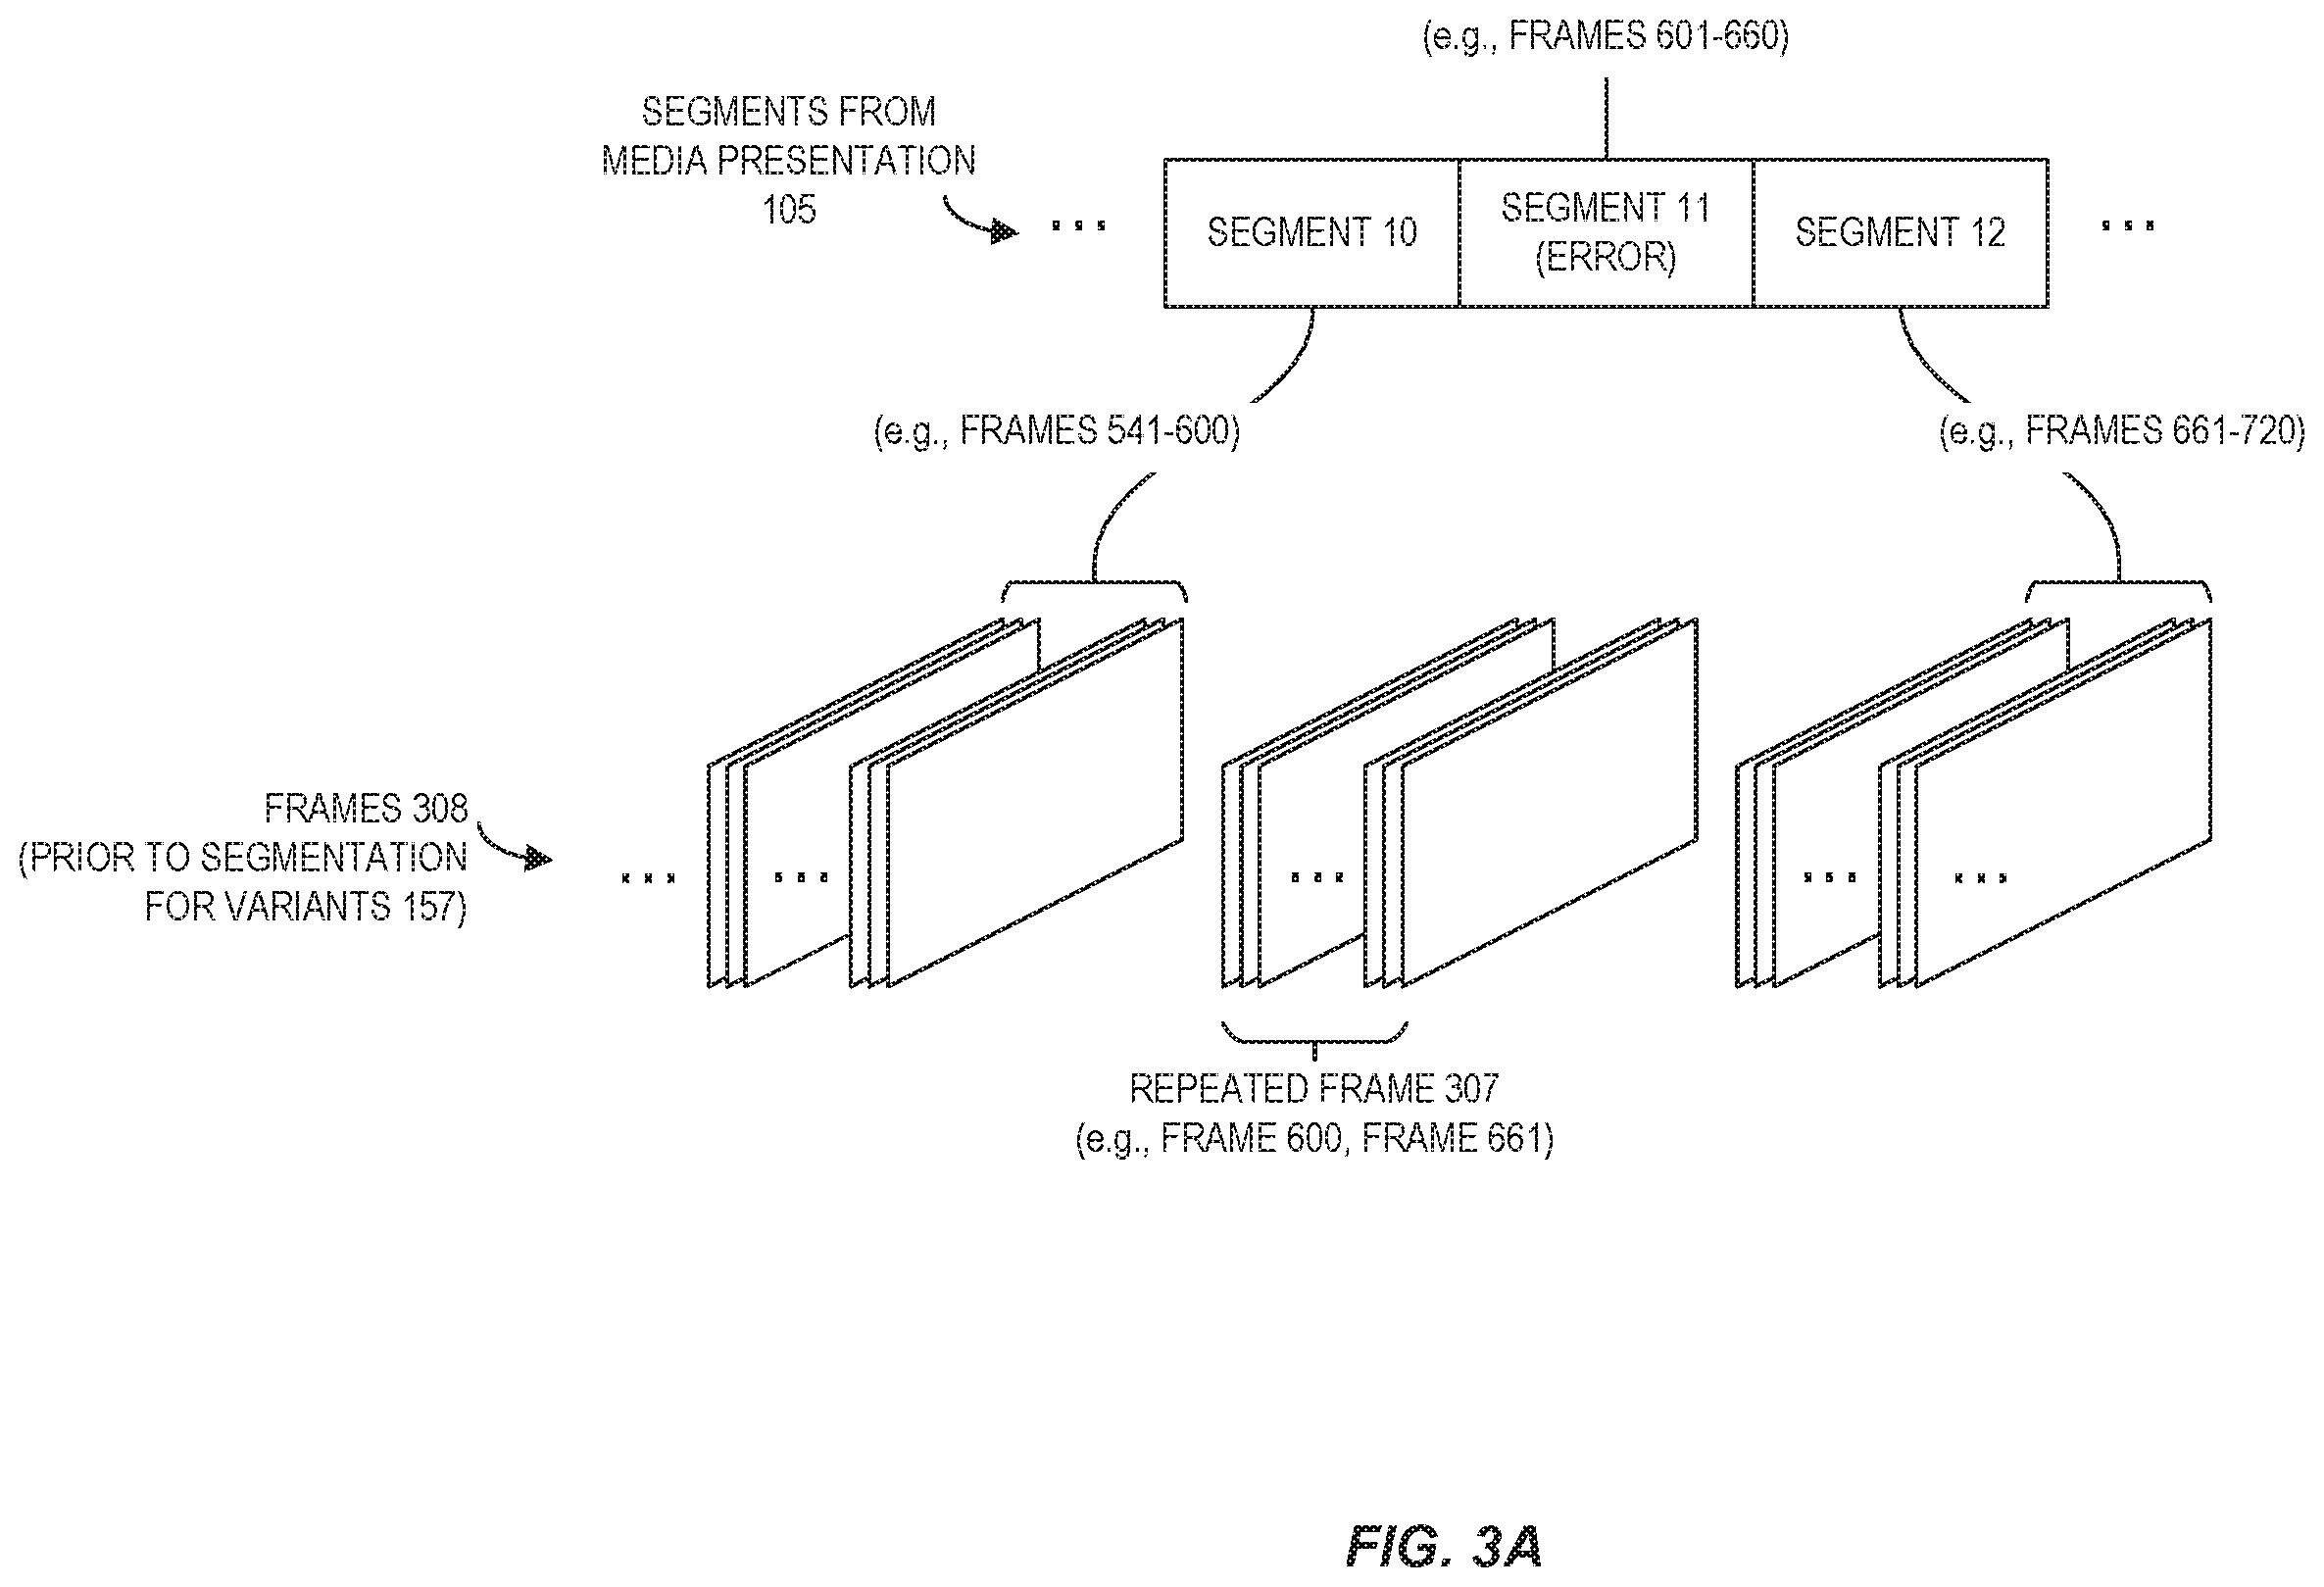 (e.g., FRAMES 601-660)
SEGMENTS FROM
MEDIA PRESENTATION
105
...
SEGMENT 10
SEGMENT 11
(ERROR)
SEGMENT 12
...
(e.g., FRAMES 541-600)
(e.g., FRAMES 661-720)
FRAMES 308
(PRIOR TO SEGMENTATION
FOR VARIANTS 157)
...
...
...
...
...
REPEATED FRAME 307
(e.g., FRAME 600, FRAME 661)
FIG. 3A